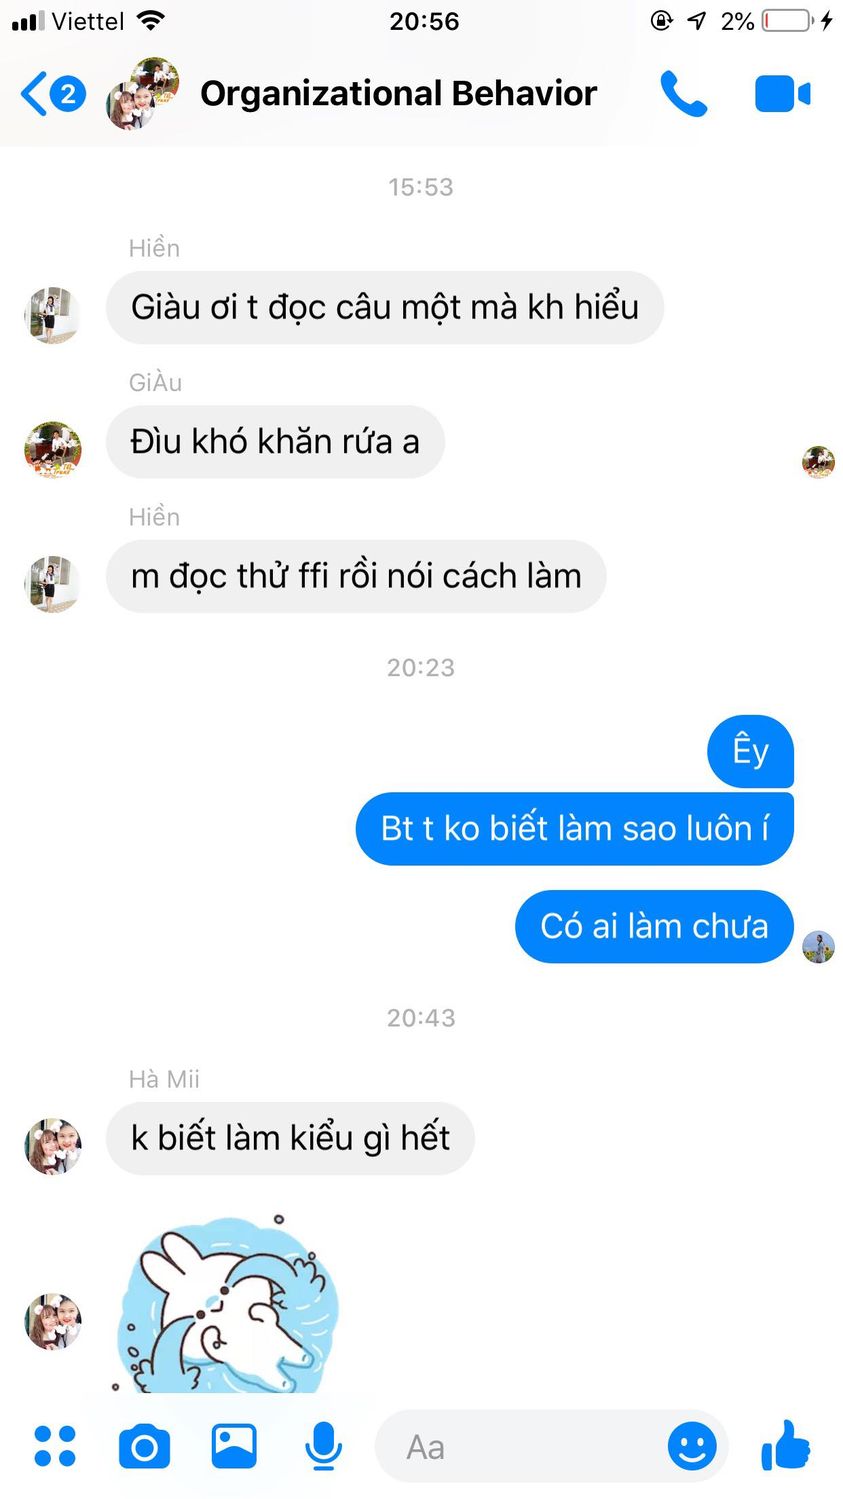 Viettel 20:56 2%
2 Organizational Behavior
15:53
Hiền
Giàu ơi t đọc câu một mà kh hiểu
GiÀu
Đìu khó khăn rứa a
Hiền
m đọc thử ffi rồi nói cách làm
20:23
Êy
Bt t ko biết làm sao luôn í
Có ai làm chưa
20:43
Hà Mii
k biết làm kiểu gì hết
Aa